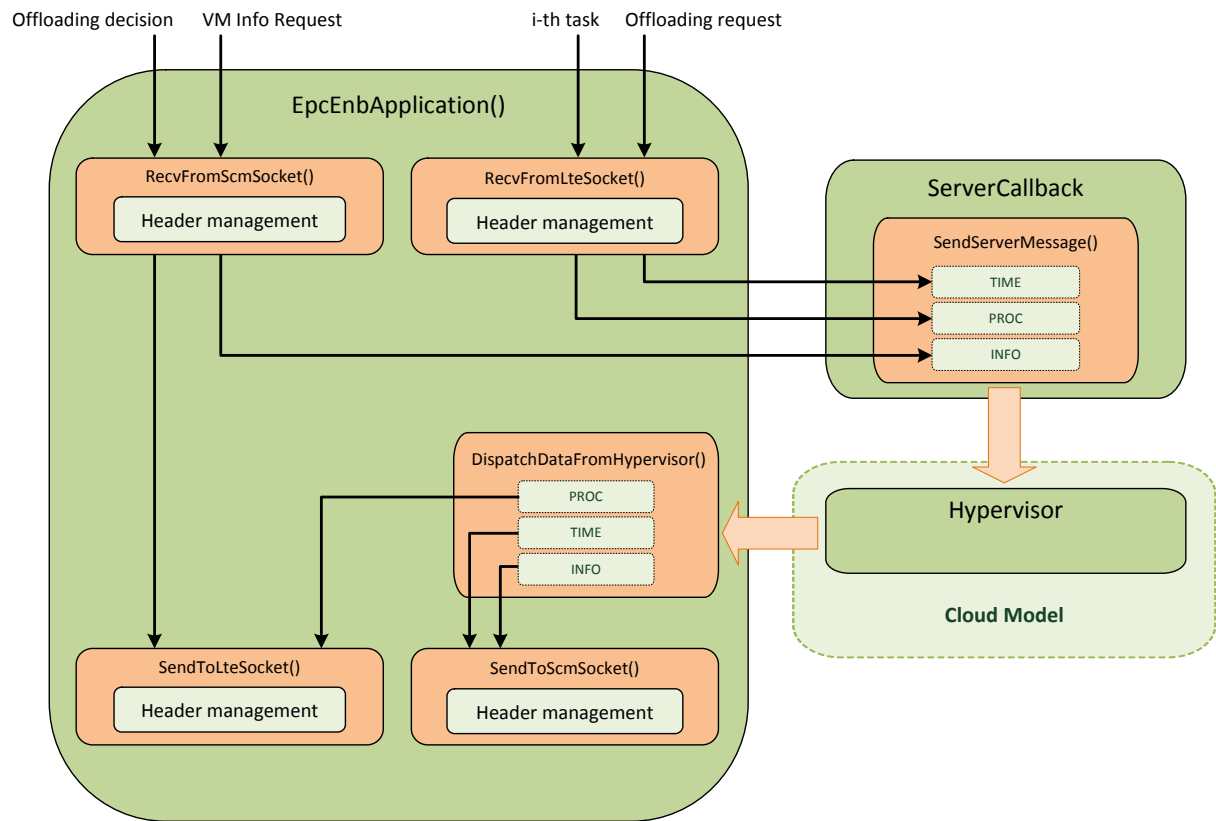 Offloading decision
VM Info Request
i-th task
Offloading request
EpcEnbApplication()
RecvFromScmSocket()
Header management
RecvFromLteSocket()
Header management
ServerCallback
SendServerMessage()
TIME
PROC
INFO
DispatchDataFromHypervisor()
PROC
TIME
INFO
Hypervisor
Cloud Model
SendToLteSocket()
Header management
SendToScmSocket()
Header management